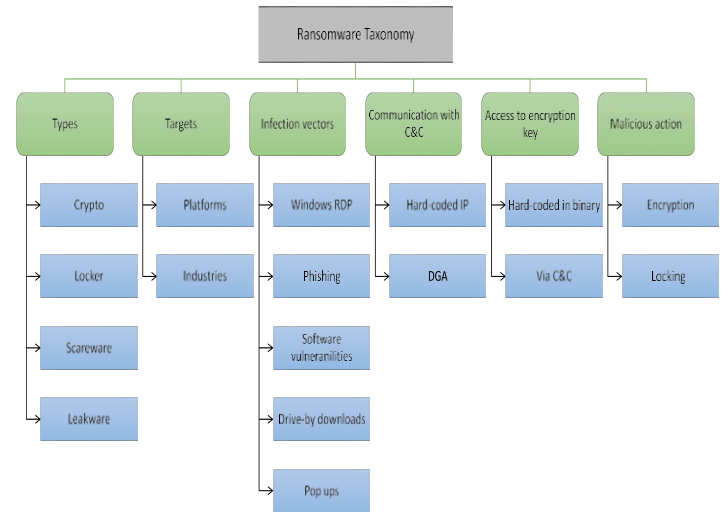 Ransomware Taxonomy
Types
Targets
Infection vectors
Communication with
C&C
Access to encryption
key
Malicious action
Crypto
Platforms
Windows RDP
Hard-coded IP
Hard-coded in binary
Encryption
Locker
Industries
Phishing
DGA
Via C&C
Locking
Scareware
Software
vulneranilities
Leakware
Drive-by downloads
Pop ups